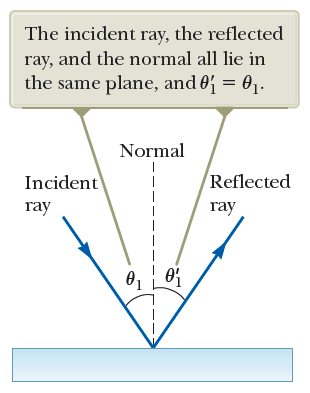 The incident ray, the reflected
ray, and the normal all lie in
the same plane, and θ′₁ = θ₁.
Normal
Incident
ray
Reflected
ray
θ₁
θ′₁